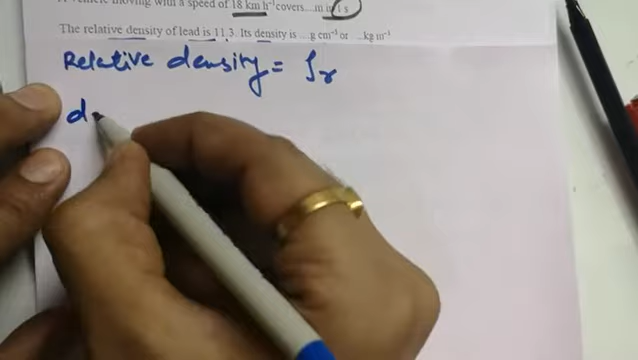 moving with a speed of 18 km h⁻¹ covers....m in 1 s
The relative density of lead is 11.3. Its density is ....g cm⁻³ or ....kg m⁻³
Relative density = ρr
de